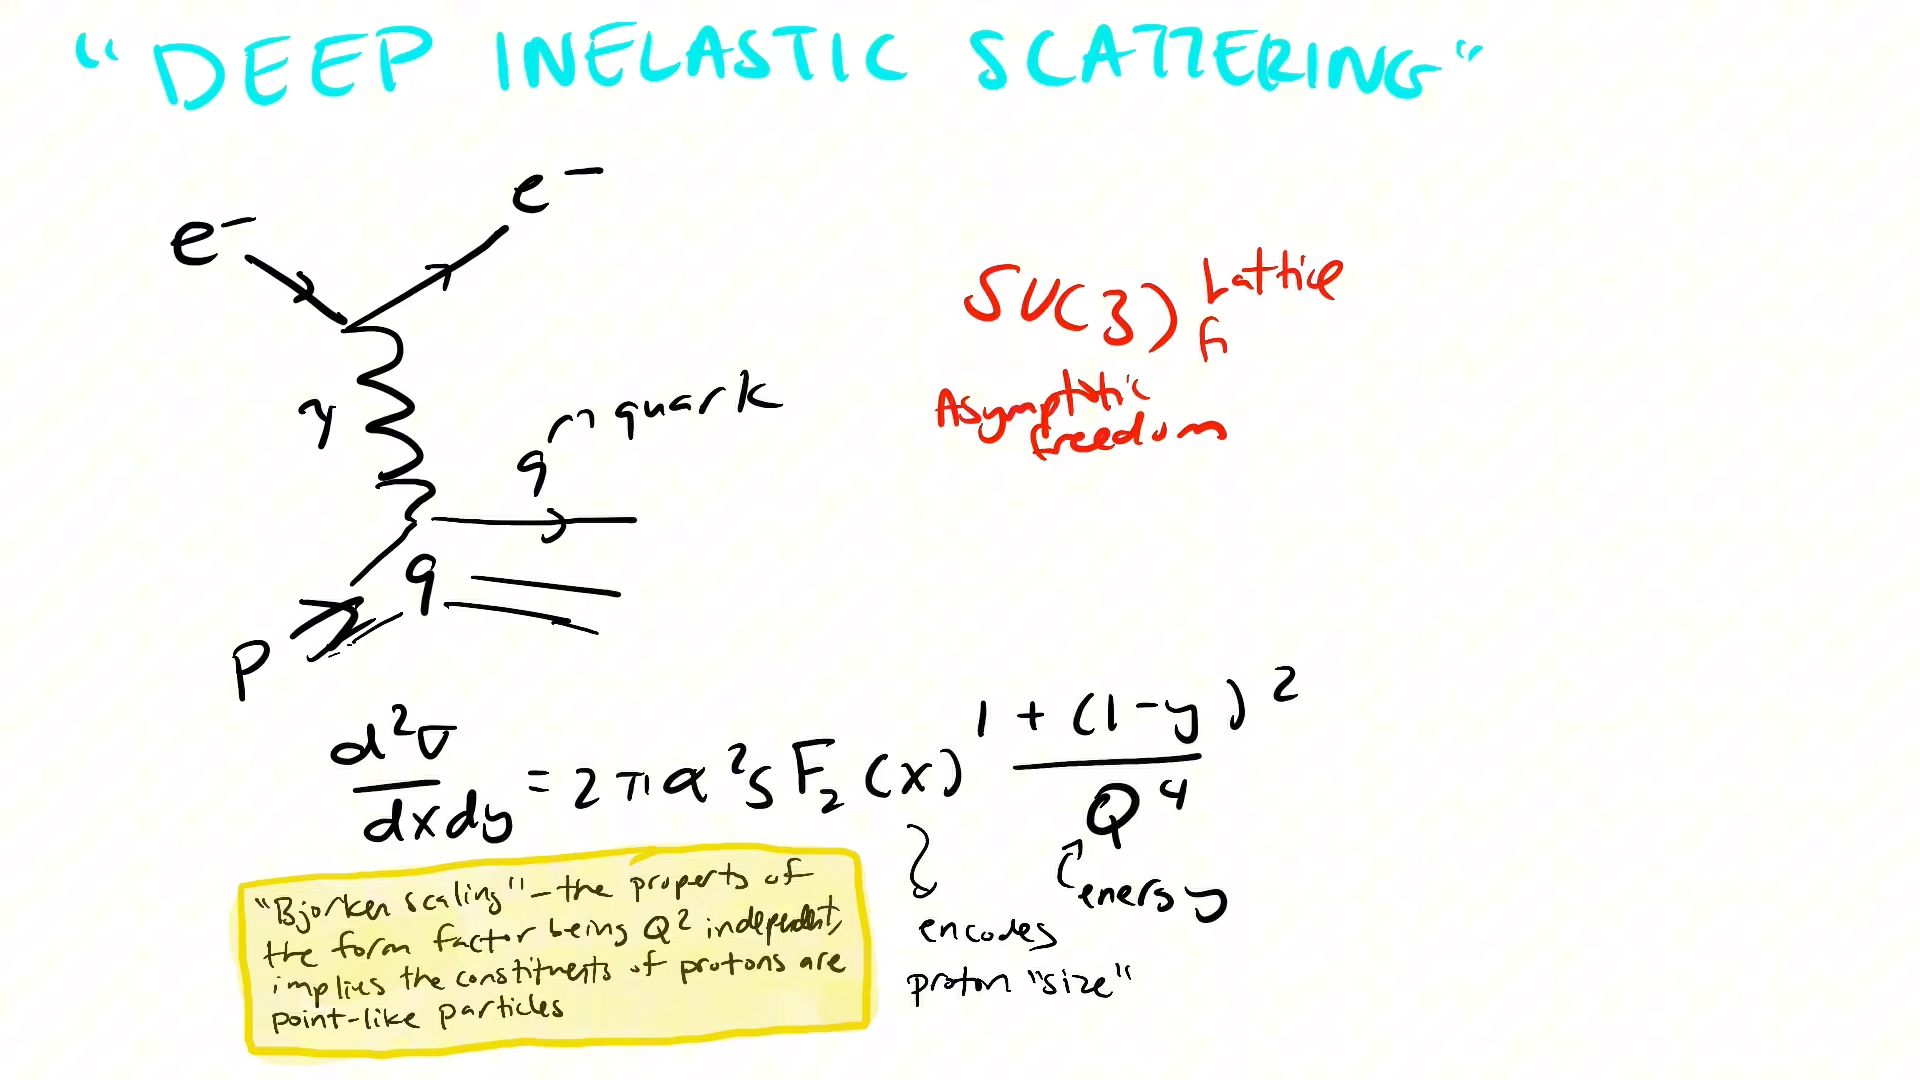 “DEEP INELASTIC SCATTERING”
e⁻
e⁻
SU(3) Lattice
γ
q → quark
Asymptotic
freedom
q
p
d²σ/dxdy = 2πα²s F₂(x) 1 + (1-y)²/Q⁴
energy
encodes
proton "size"
"Bjorken scaling" – the property of
the form factor being Q² independent,
implies the constituents of protons are
point-like particles